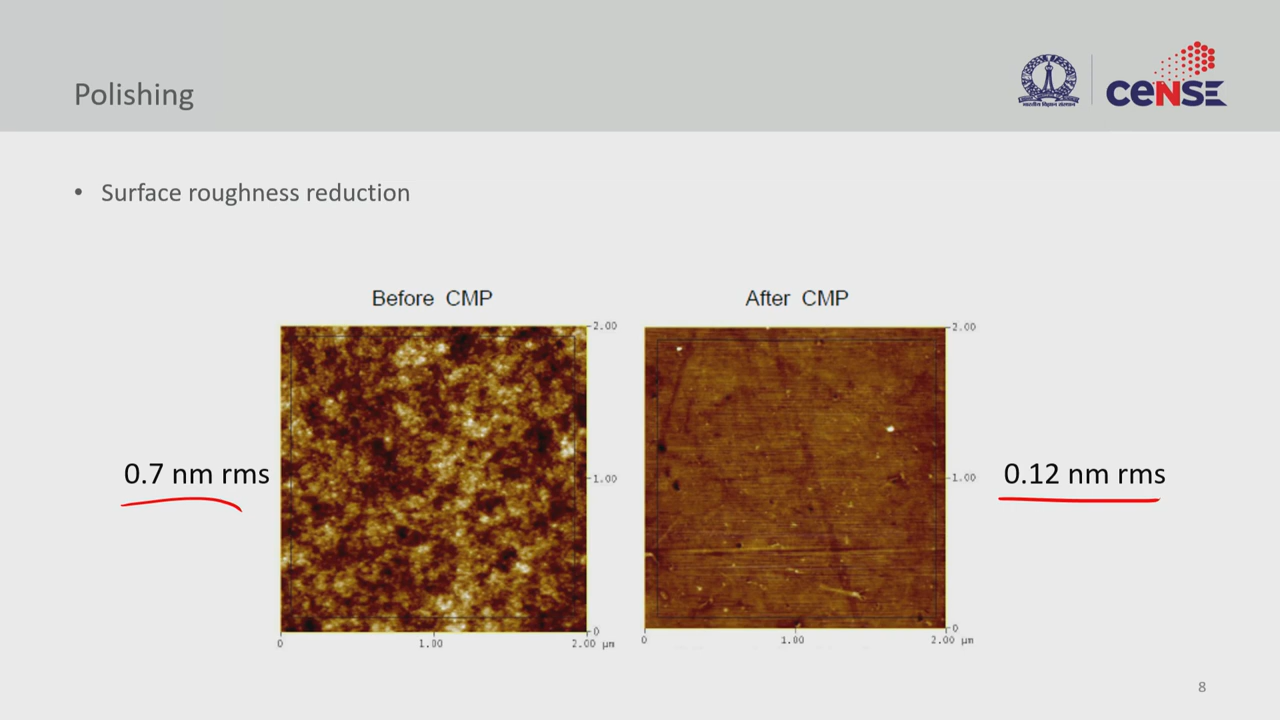 Polishing
ceNSE
• Surface roughness reduction
Before CMP
After CMP
2.00
2.00
0.7 nm rms
0.12 nm rms
1.00
1.00
0
0
0
1.00
2.00 μm
0
1.00
2.00 μm
8